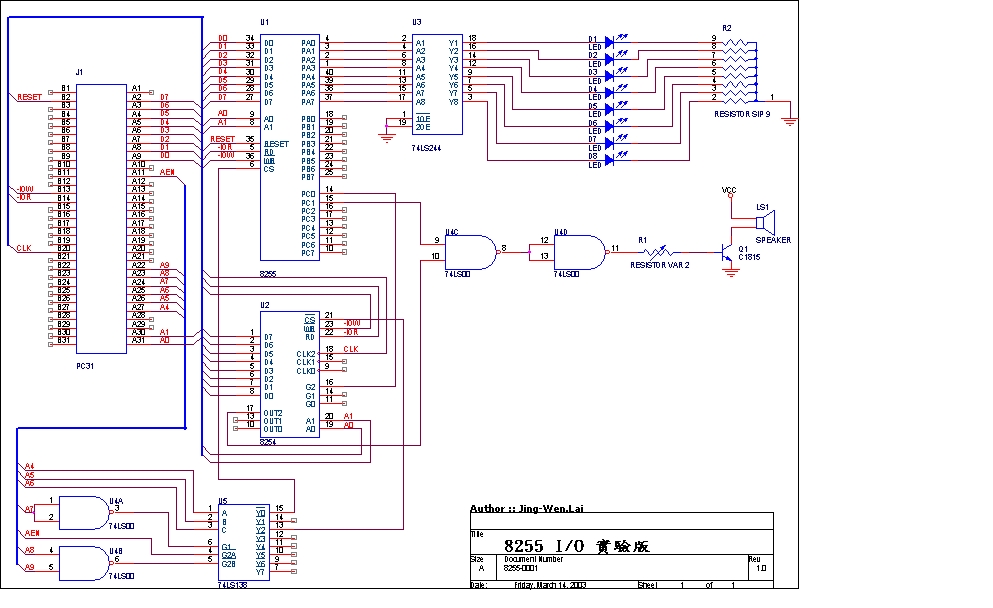 U1
U3
R2
J1
D0 34 D0 PA0 4 2 A1 Y1 18 D1 LED 9
D1 33 D1 PA1 3 4 A2 Y2 16 D2 LED 8
D2 32 D2 PA2 2 6 A3 Y3 14 D3 LED 7
D3 31 D3 PA3 1 8 A4 Y4 12 D4 LED 6
D4 30 D4 PA4 40 11 A5 Y5 9 D5 LED 5
D5 29 D5 PA5 39 13 A6 Y6 7 D6 LED 4
D6 28 D6 PA6 38 15 A7 Y7 5 D7 LED 3
D7 27 D7 PA7 37 17 A8 Y8 3 D8 LED 2
1
RESISTOR SIP 9
1 1OE
19 2OE
74LS244
A0 9 A0 PB0 18
A1 8 A1 PB1 19
PB2 20
RESET 35 RESET PB3 21
-IOR 5 RD PB4 22
-IOW 36 WR PB5 23
6 CS PB6 24
PB7 25
PC0 14
PC1 15
PC2 16
PC3 17
PC4 13
PC5 12
PC6 11
PC7 10
8255
B1 A1
RESET B2 A2 D7
B3 A3 D6
B4 A4 D5
B5 A5 D4
B6 A6 D3
B7 A7 D2
B8 A8 D1
B9 A9 D0
B10 A10
B11 A11 AEN
B12 A12
-IOW B13 A13
-IOR B14 A14
B15 A15
B16 A16
B17 A17
B18 A18
B19 A19
CLK B20 A20
B21 A21
B22 A22 A9
B23 A23 A8
B24 A24 A7
B25 A25 A6
B26 A26 A5
B27 A27 A4
B28 A28
B29 A29
B30 A30 A1
B31 A31 A0
PC31
VCC
LS1
SPEAKER
Q1
C1815
R1
RESISTOR VAR 2
U4C
9
10
8
74LS00
U4D
12
13
11
74LS00
U2
CS 21
WR 23 -IOW
RD 22 -IOR
1 D7
2 D6
3 D5
4 D4
5 D3
6 D2
7 D1
8 D0
CLK2 18 CLK
CLK1 15
CLK0 9
G2 16
G1 14
G0 11
17 OUT2
13 OUT1
10 OUT0
A1 20 A1
A0 19 A0
8254
A4
A5
A6
A7
AEN
A8
A9
1
2
U4A
3
74LS00
4
5
U4B
6
74LS00
U5
1 A Y0 15
2 B Y1 14
3 C Y2 13
Y3 12
6 G1 Y4 11
4 G2A Y5 10
5 G2B Y6 9
Y7 7
74LS138
Author :: Jing-Wen.Lai
Title
8255 I/O 實驗版
Size
A
Document Number
8255-0001
Rev
1.0
Date: Friday, March 14, 2003 Sheet 1 of 1